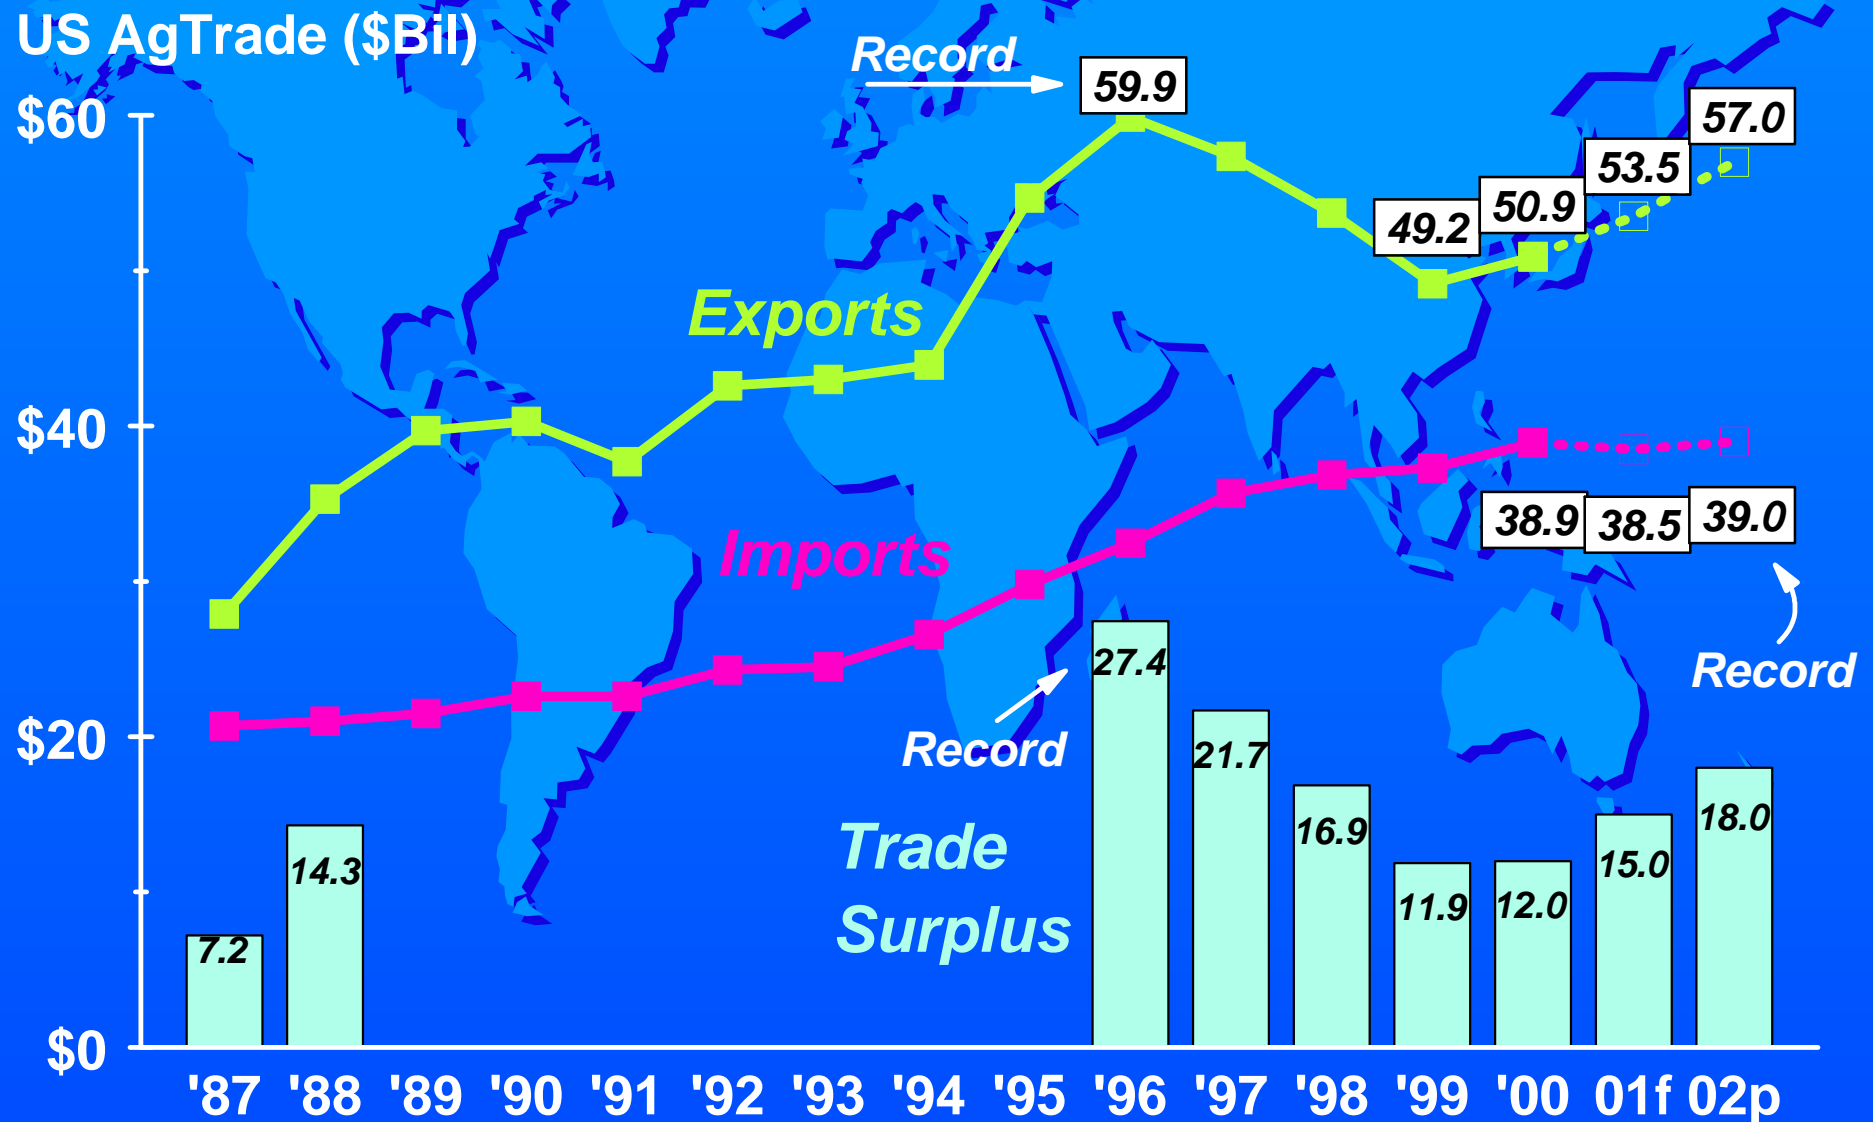 US AgTrade ($Bil)
Record
59.9
$60
57.0
53.5
50.9
49.2
Exports
$40
38.9
38.5
39.0
Imports
Record
27.4
Record
21.7
$20
16.9
18.0
Trade
Surplus
14.3
15.0
11.9
12.0
7.2
$0
'87 '88 '89 '90 '91 '92 '93 '94 '95 '96 '97 '98 '99 '00 01f 02p